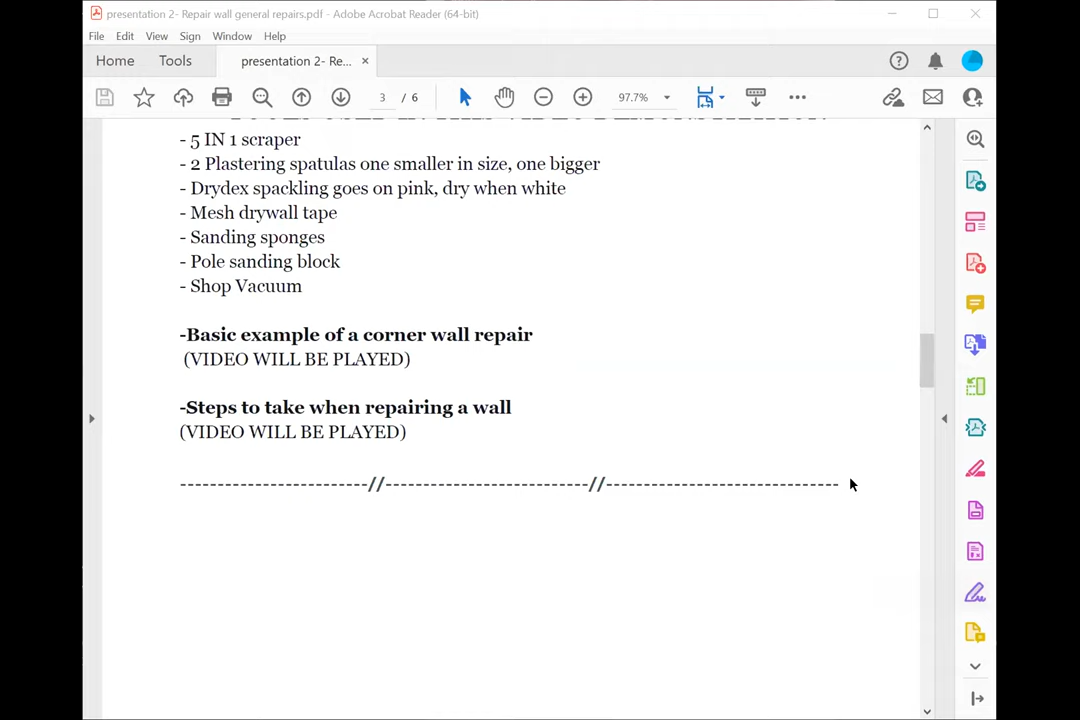 presentation 2- Repair wall general repairs.pdf - Adobe Acrobat Reader (64-bit)
File Edit View Sign Window Help
Home Tools presentation 2- Re... ×
3 / 6 97.7%
- 5 IN 1 scraper
- 2 Plastering spatulas one smaller in size, one bigger
- Drydex spackling goes on pink, dry when white
- Mesh drywall tape
- Sanding sponges
- Pole sanding block
- Shop Vacuum
-Basic example of a corner wall repair
(VIDEO WILL BE PLAYED)
-Steps to take when repairing a wall
(VIDEO WILL BE PLAYED)
-------------------------//---------------------------//-------------------------------